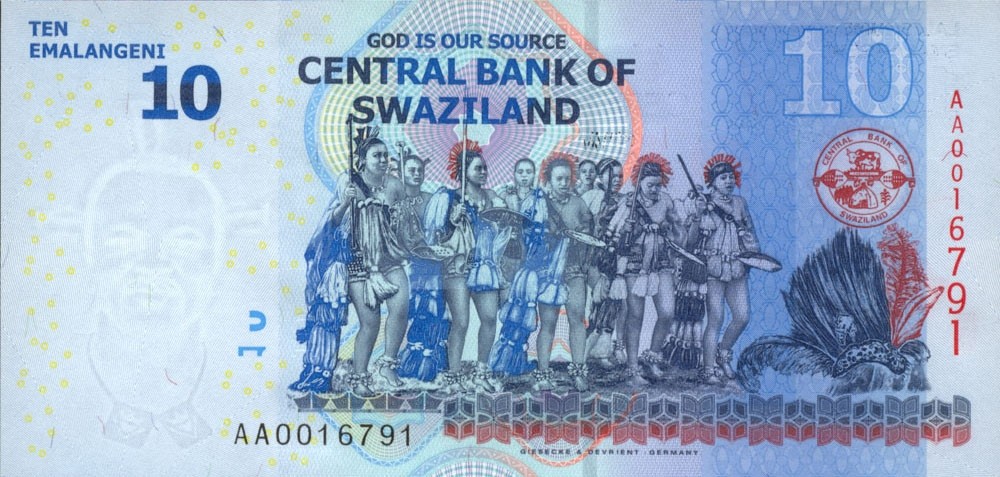 TEN
EMALANGENI
10
GOD IS OUR SOURCE
CENTRAL BANK OF
SWAZILAND
10
AA0016791
CENTRAL BANK OF
SWAZILAND
10
AA0016791
GIESECKE & DEVRIENT · GERMANY